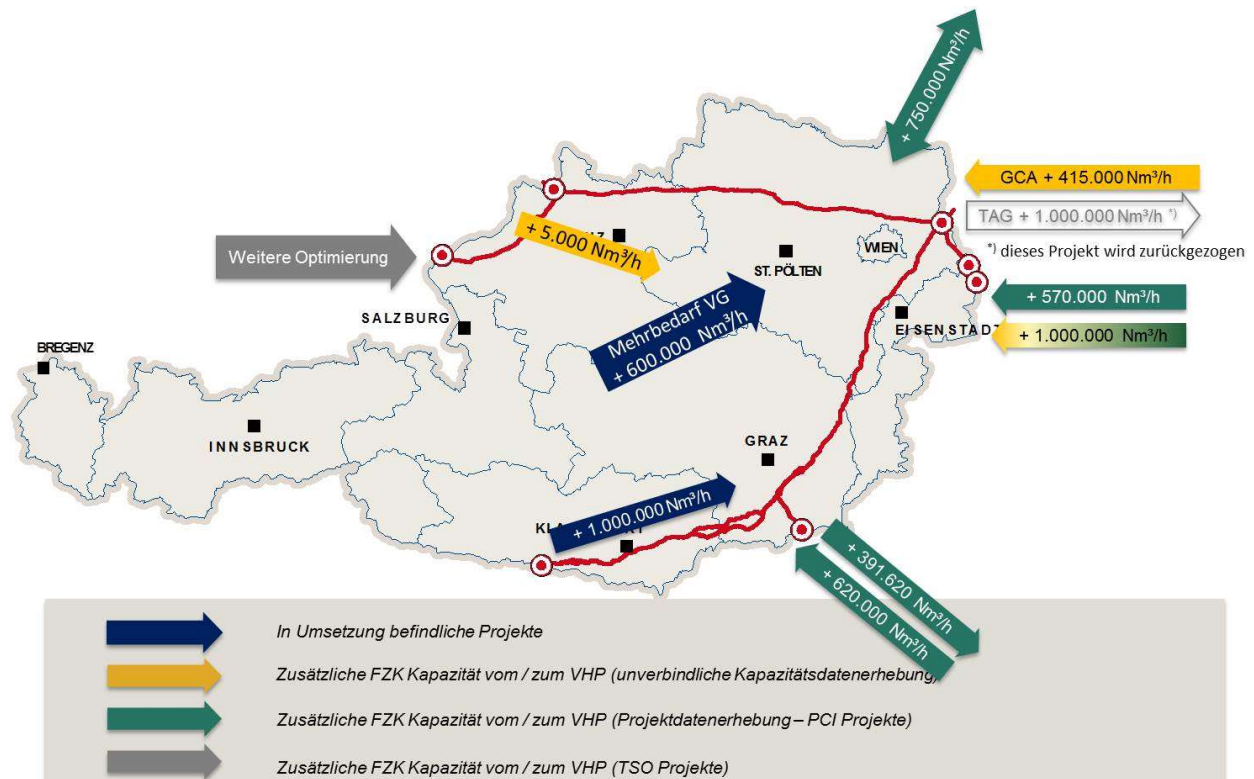 + 750.000 Nm³/h
GCA + 415.000 Nm³/h
TAG + 1.000.000 Nm³/h *)
*) dieses Projekt wird zurückgezogen
+ 5.000 Nm³/h
NZ
WIEN
Weitere Optimierung
ST. PÖLTEN
+ 570.000 Nm³/h
SALZBURG
Mehrbedarf VG
+ 600.000 Nm³/h
EISENSTADT
+ 1.000.000 Nm³/h
BREGENZ
INNSBRUCK
GRAZ
+ 1.000.000 Nm³/h
KLA
RT
+ 391.620 Nm³/h
+ 620.000 Nm³/h
In Umsetzung befindliche Projekte
Zusätzliche FZK Kapazität vom / zum VHP (unverbindliche Kapazitätsdatenerhebung)
Zusätzliche FZK Kapazität vom / zum VHP (Projektdatenerhebung – PCI Projekte)
Zusätzliche FZK Kapazität vom / zum VHP (TSO Projekte)